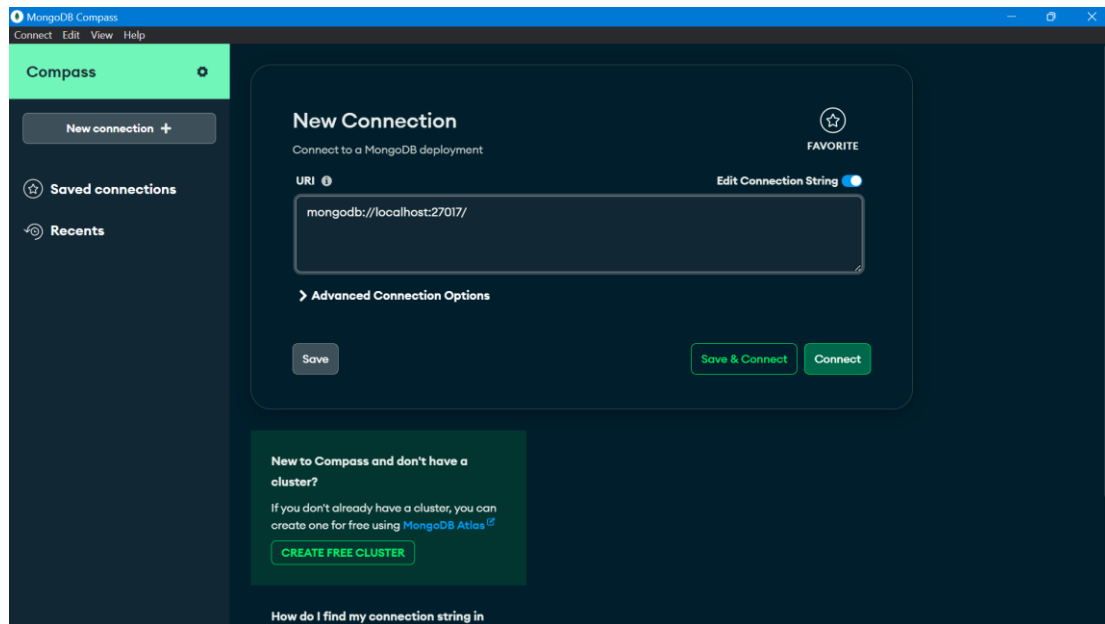 MongoDB Compass
Connect Edit View Help
Compass
New connection +
Saved connections
Recents
New Connection
Connect to a MongoDB deployment
FAVORITE
URI
Edit Connection String
mongodb://localhost:27017/
Advanced Connection Options
Save
Save & Connect
Connect
New to Compass and don't have a
cluster?
If you don't already have a cluster, you can
create one for free using MongoDB Atlas
CREATE FREE CLUSTER
How do I find my connection string in